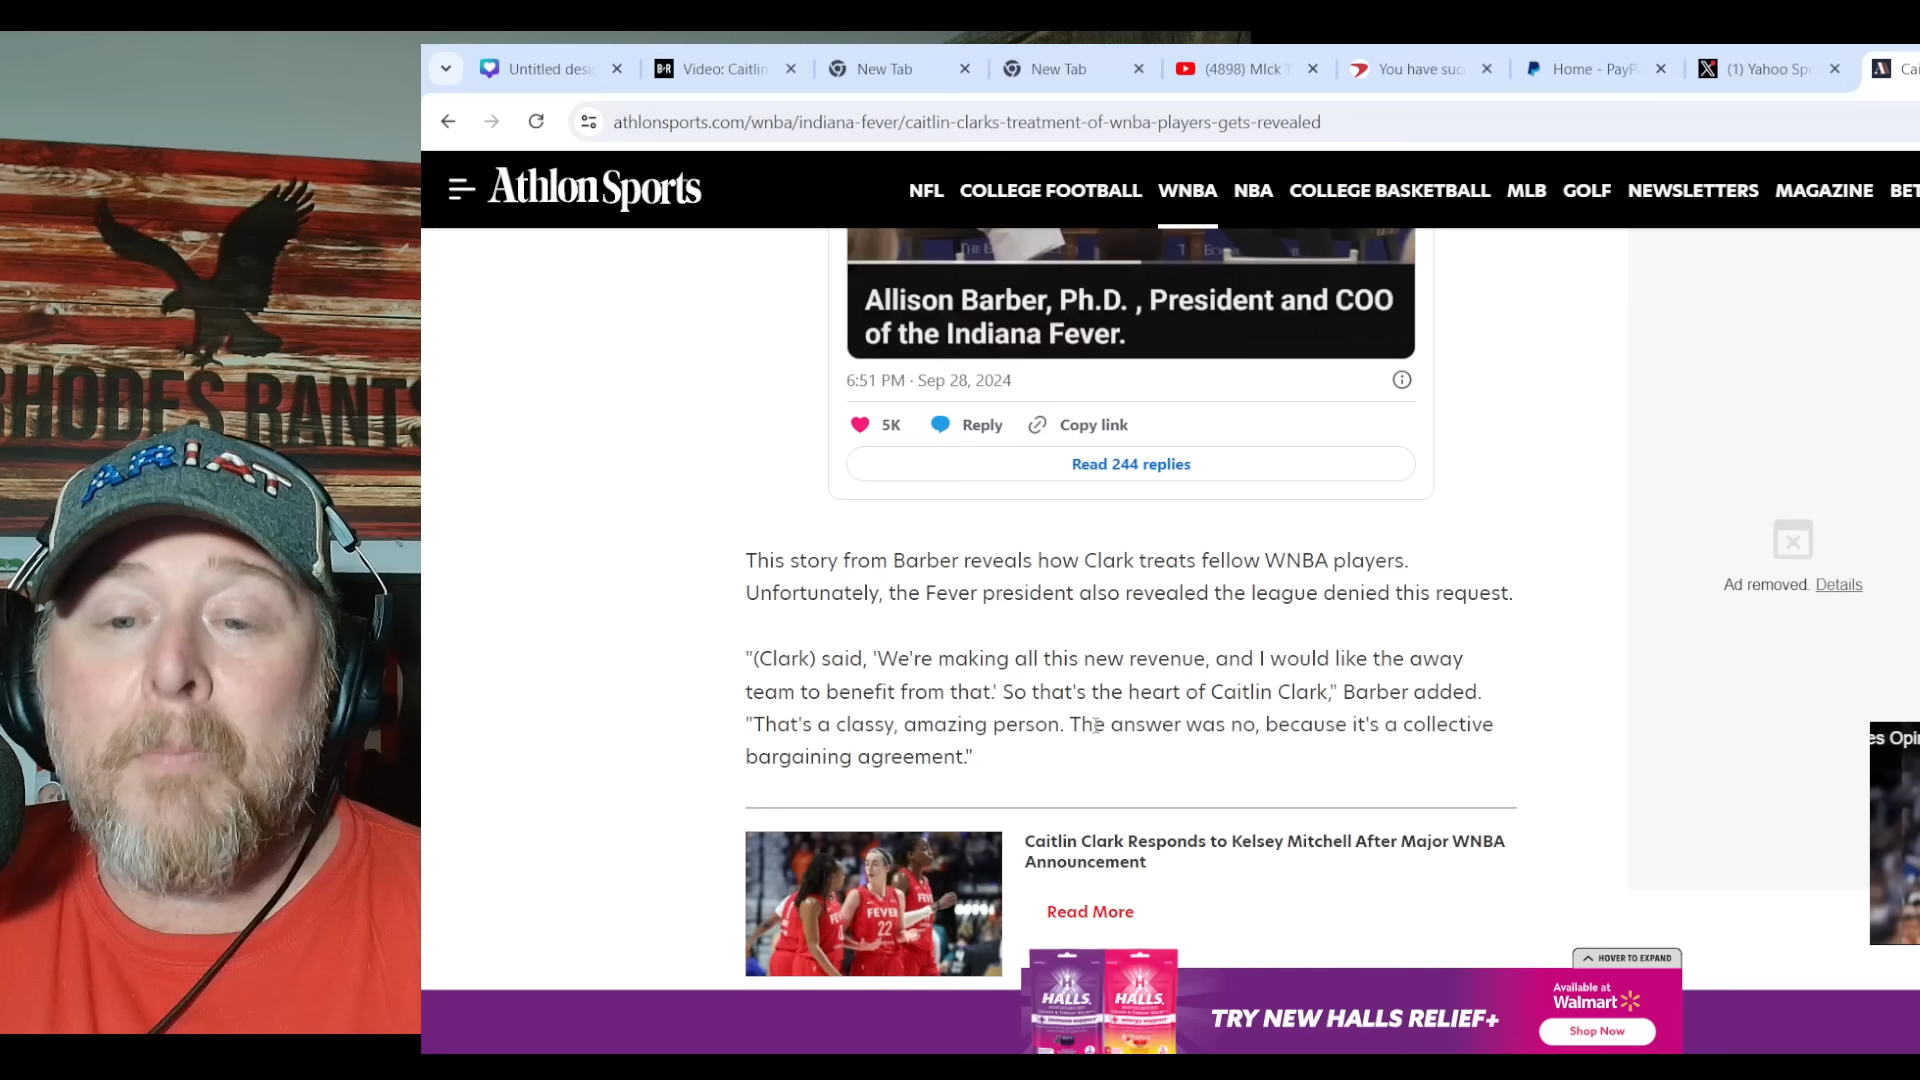 Untitled desi
B/R Video: Caitlin
New Tab
New Tab
(4898) MIck T
You have suc
Home - PayP
(1) Yahoo Sp
Cai
athlonsports.com/wnba/indiana-fever/caitlin-clarks-treatment-of-wnba-players-gets-revealed
Athlon Sports
NFL COLLEGE FOOTBALL WNBA NBA COLLEGE BASKETBALL MLB GOLF NEWSLETTERS MAGAZINE BET
RHODES RANTS
ARIAT
Allison Barber, Ph.D. , President and COO
of the Indiana Fever.
6:51 PM · Sep 28, 2024
5K Reply Copy link
Read 244 replies
Ad removed. Details
This story from Barber reveals how Clark treats fellow WNBA players.
Unfortunately, the Fever president also revealed the league denied this request.
"(Clark) said, 'We're making all this new revenue, and I would like the away
team to benefit from that.' So that's the heart of Caitlin Clark," Barber added.
"That's a classy, amazing person. The answer was no, because it's a collective
bargaining agreement."
es Opin
Caitlin Clark Responds to Kelsey Mitchell After Major WNBA
Announcement
Read More
FEVER
22
HOVER TO EXPAND
HALLS HALLS
TRY NEW HALLS RELIEF+
Available at
Walmart
Shop Now